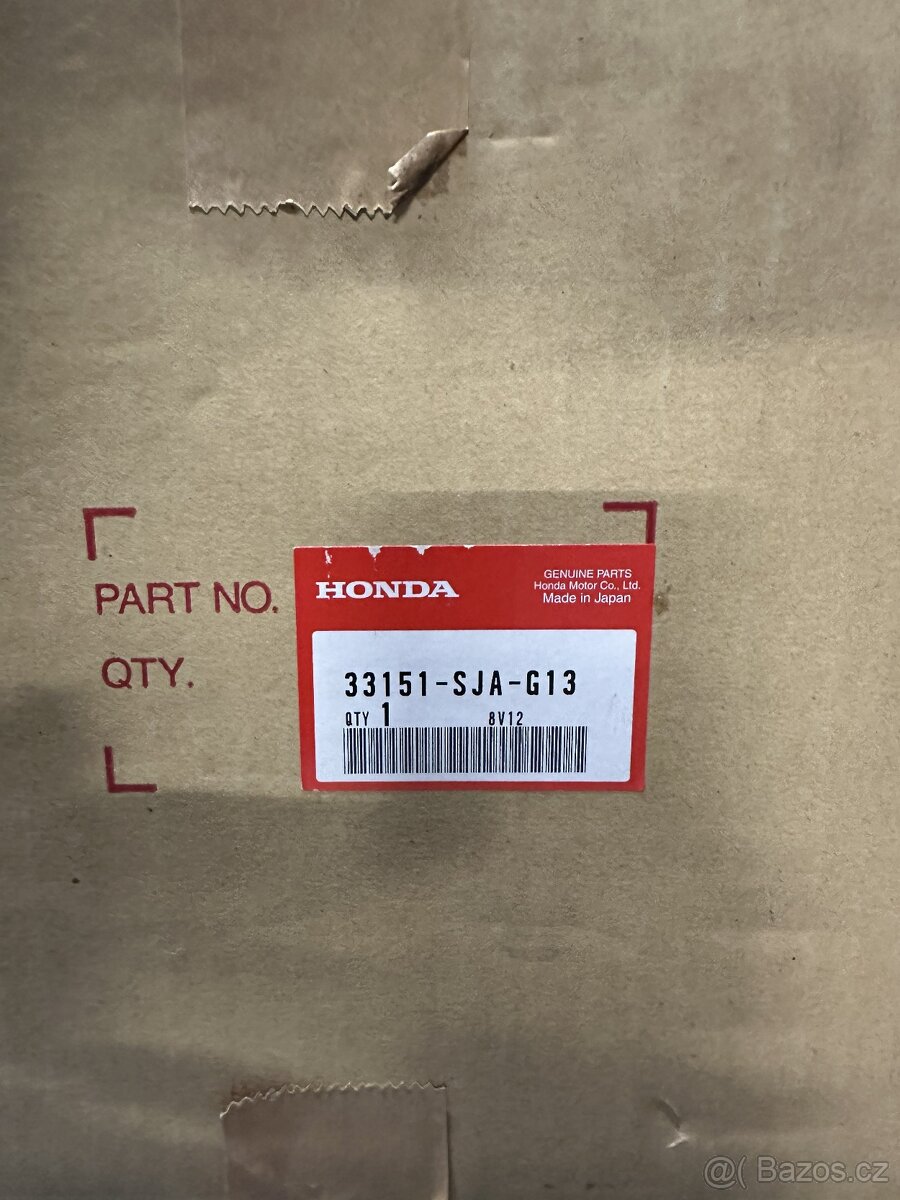 PART NO.
QTY.
HONDA
GENUINE PARTS
Honda Motor Co., Ltd.
Made in Japan
33151-SJA-G13
QTY 1 8V12
@( Bazos.cz